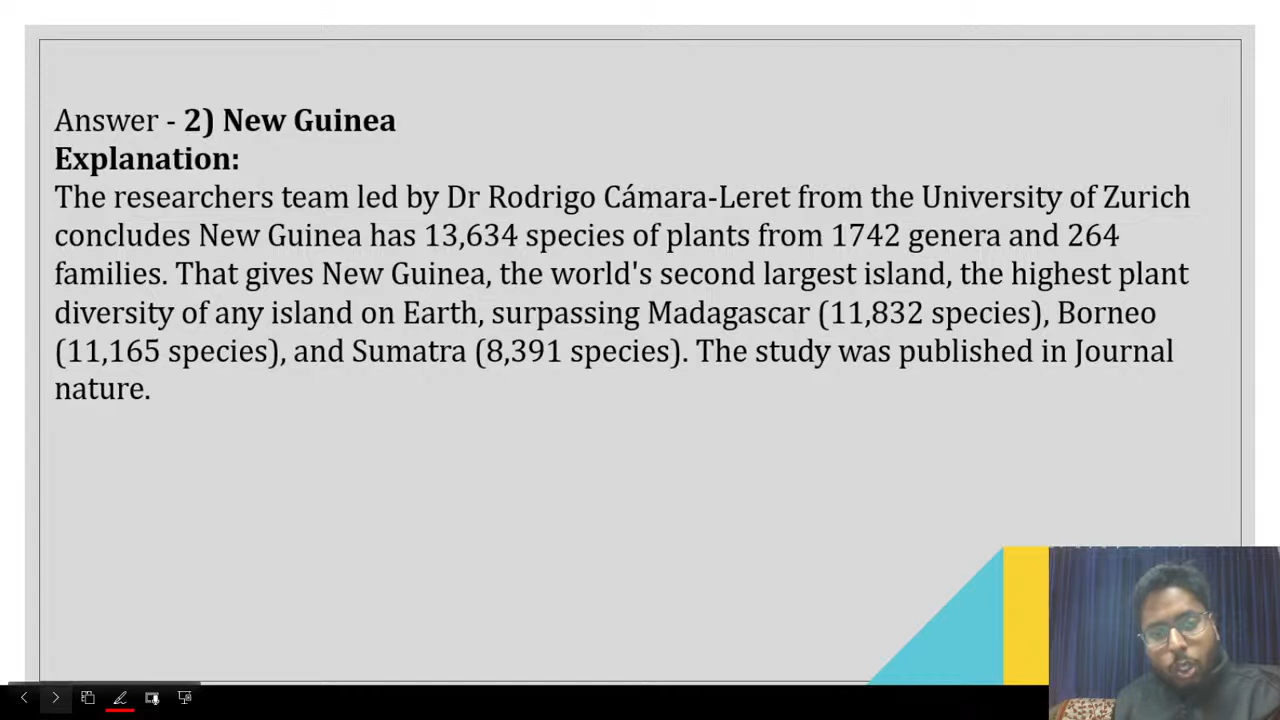 Answer - 2) New Guinea
Explanation:
The researchers team led by Dr Rodrigo Cámara-Leret from the University of Zurich
concludes New Guinea has 13,634 species of plants from 1742 genera and 264
families. That gives New Guinea, the world's second largest island, the highest plant
diversity of any island on Earth, surpassing Madagascar (11,832 species), Borneo
(11,165 species), and Sumatra (8,391 species). The study was published in Journal
nature.